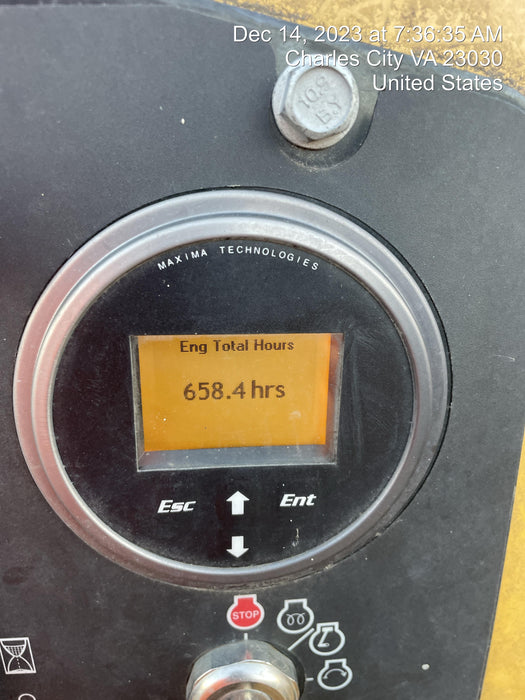 Dec 14, 2023 at 7:36:35 AM
Charles City VA 23030
United States
10.9
BY
MAXIMA TECHNOLOGIES
Eng Total Hours
658.4 hrs
Esc
Ent
STOP